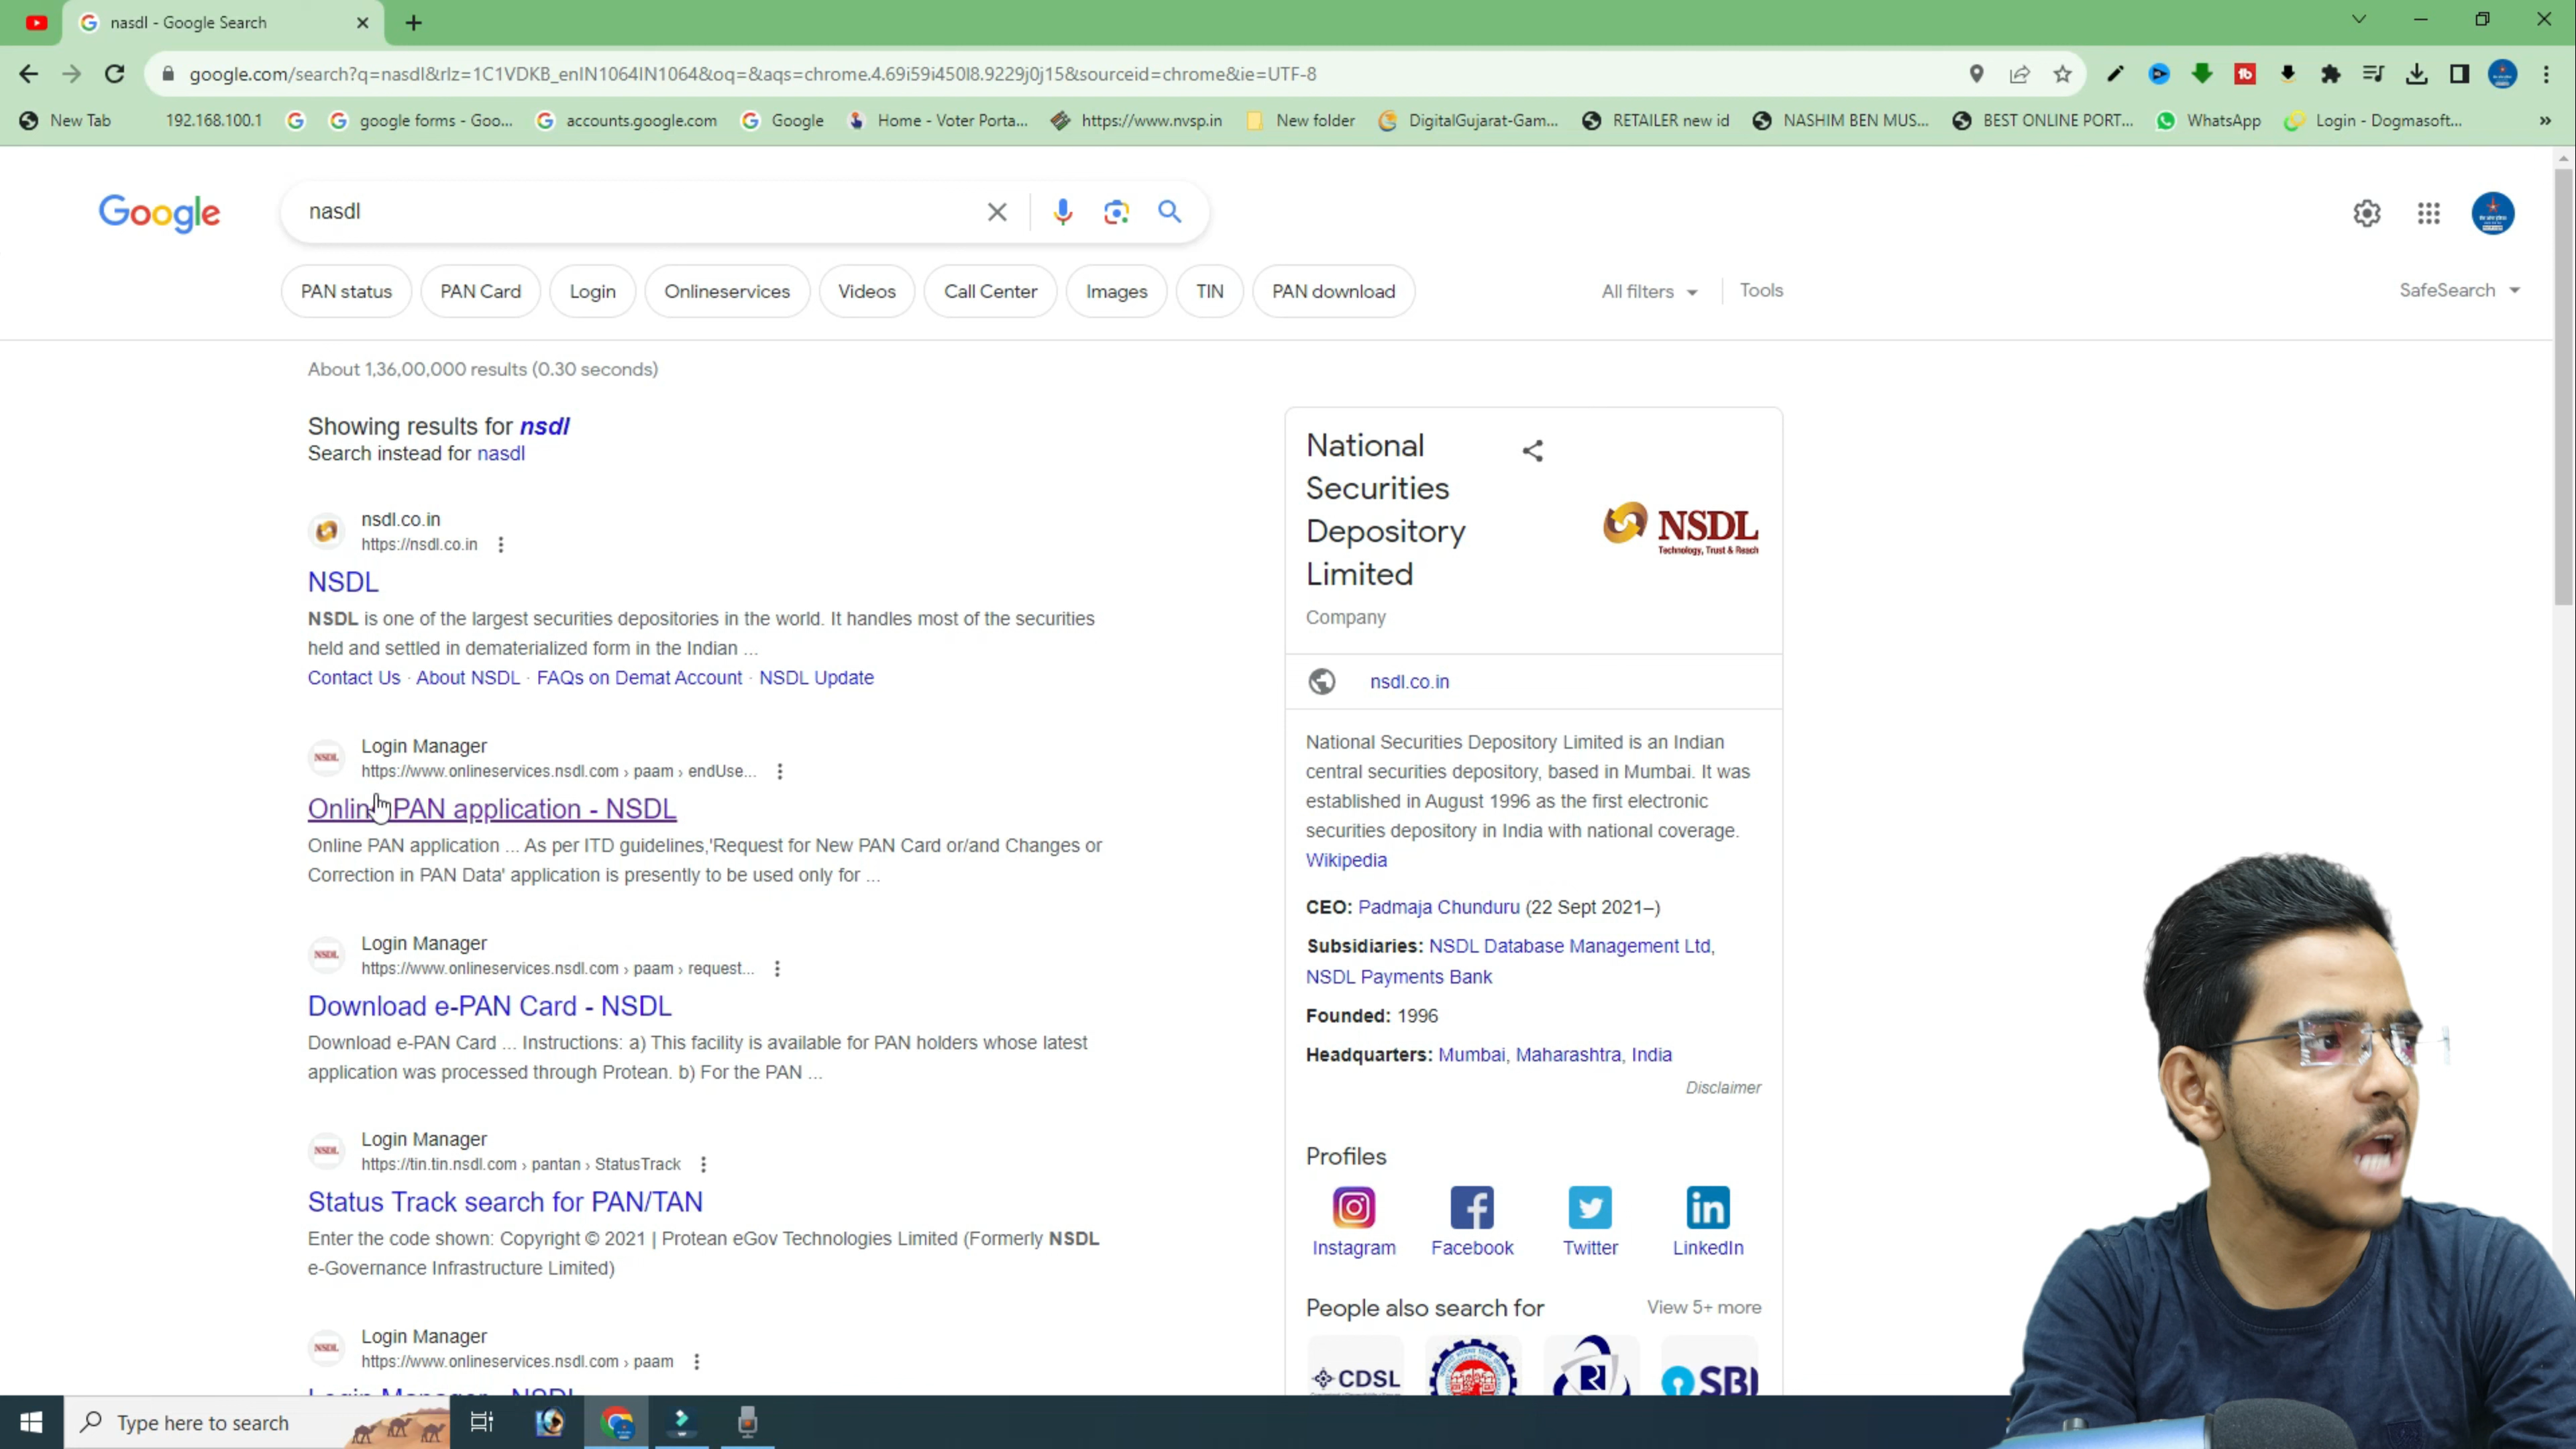 nasdl - Google Search
google.com/search?q=nasdl&rlz=1C1VDKB_enIN1064IN1064&oq=&aqs=chrome.4.69i59i450l8.9229j0j15&sourceid=chrome&ie=UTF-8
New Tab 192.168.100.1 google forms - Goo... accounts.google.com Google Home - Voter Porta... https://www.nvsp.in New folder DigitalGujarat-Gam... RETAILER new id NASHIM BEN MUS... BEST ONLINE PORT... WhatsApp Login - Dogmasoft... »
Google nasdl
PAN status PAN Card Login Onlineservices Videos Call Center Images TIN PAN download All filters Tools SafeSearch
About 1,36,00,000 results (0.30 seconds)
Showing results for nsdl
Search instead for nasdl
nsdl.co.in
https://nsdl.co.in
NSDL
NSDL is one of the largest securities depositories in the world. It handles most of the securities
held and settled in dematerialized form in the Indian ...
Contact Us · About NSDL · FAQs on Demat Account · NSDL Update
NSDL
Login Manager
https://www.onlineservices.nsdl.com › paam › endUse...
Online PAN application - NSDL
Online PAN application ... As per ITD guidelines,'Request for New PAN Card or/and Changes or
Correction in PAN Data' application is presently to be used only for ...
NSDL
Login Manager
https://www.onlineservices.nsdl.com › paam › request...
Download e-PAN Card - NSDL
Download e-PAN Card ... Instructions: a) This facility is available for PAN holders whose latest
application was processed through Protean. b) For the PAN ...
NSDL
Login Manager
https://tin.tin.nsdl.com › pantan › StatusTrack
Status Track search for PAN/TAN
Enter the code shown: Copyright © 2021 | Protean eGov Technologies Limited (Formerly NSDL
e-Governance Infrastructure Limited)
NSDL
Login Manager
https://www.onlineservices.nsdl.com › paam
Login Manager - NSDL
National
Securities
Depository
Limited
Company
NSDL
Technology, Trust & Reach
nsdl.co.in
National Securities Depository Limited is an Indian
central securities depository, based in Mumbai. It was
established in August 1996 as the first electronic
securities depository in India with national coverage.
Wikipedia
CEO: Padmaja Chunduru (22 Sept 2021–)
Subsidiaries: NSDL Database Management Ltd,
NSDL Payments Bank
Founded: 1996
Headquarters: Mumbai, Maharashtra, India
Disclaimer
Profiles
Instagram Facebook Twitter LinkedIn
People also search for View 5+ more
CDSL SBI
Type here to search